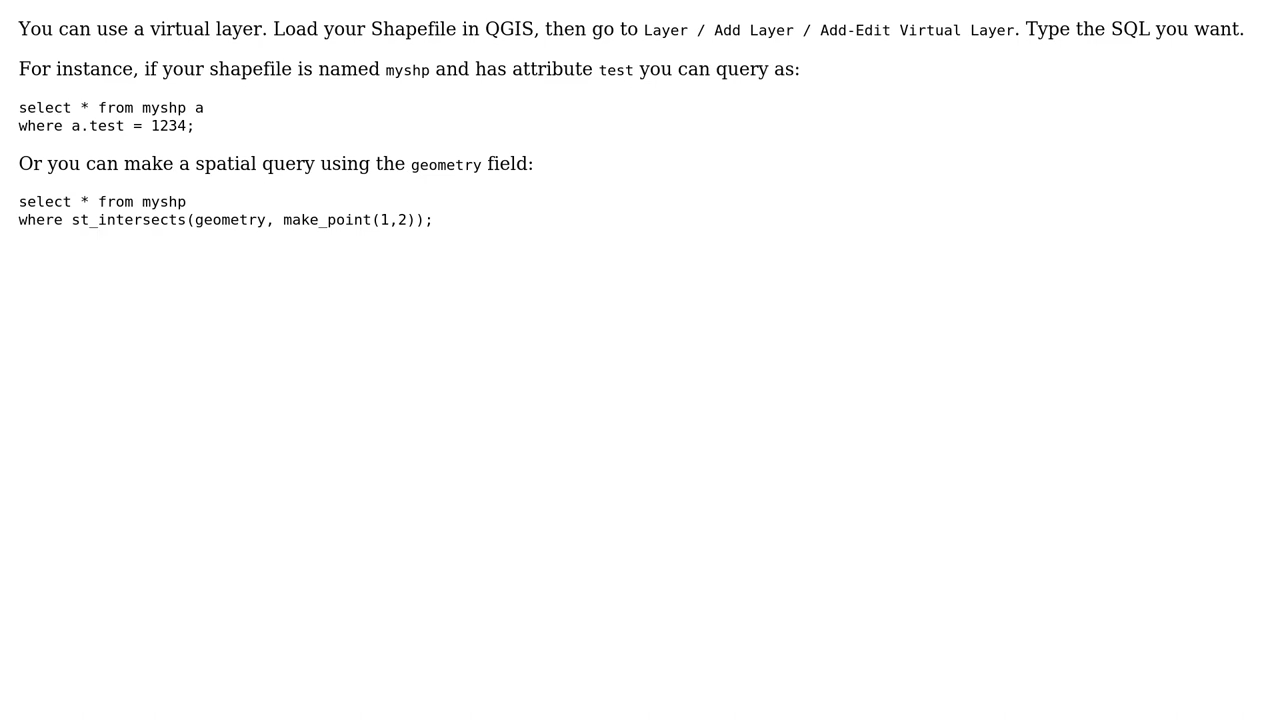 You can use a virtual layer. Load your Shapefile in QGIS, then go to Layer / Add Layer / Add-Edit Virtual Layer. Type the SQL you want.
For instance, if your shapefile is named myshp and has attribute test you can query as:
select * from myshp a
where a.test = 1234;
Or you can make a spatial query using the geometry field:
select * from myshp
where st_intersects(geometry, make_point(1,2));